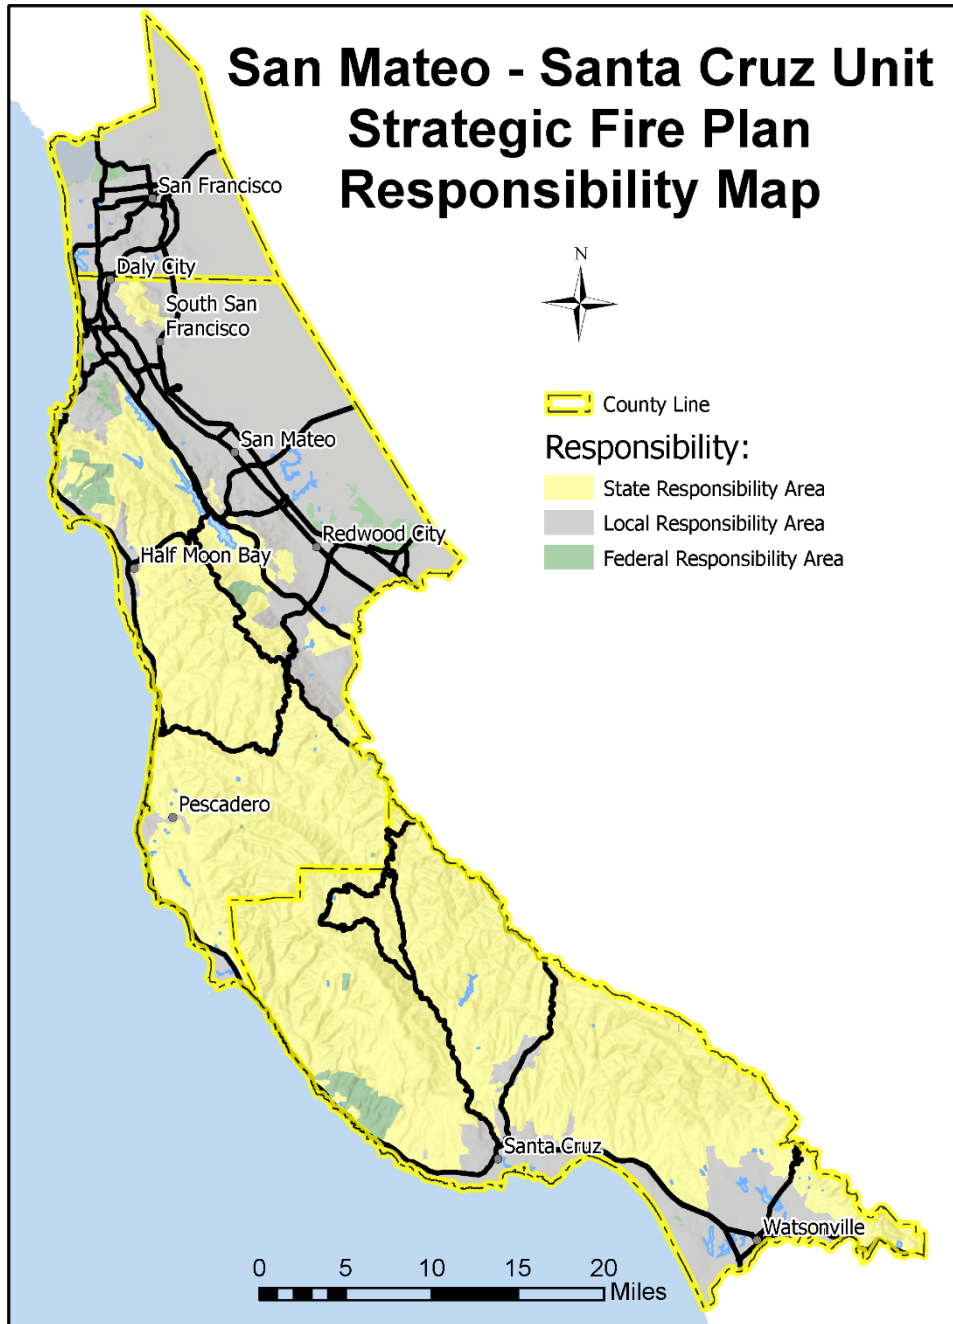 San Mateo - Santa Cruz Unit
Strategic Fire Plan
Responsibility Map
N
San Francisco
Daly City
South San
Francisco
San Mateo
Redwood City
Half Moon Bay
Pescadero
Santa Cruz
Watsonville
County Line
Responsibility:
State Responsibility Area
Local Responsibility Area
Federal Responsibility Area
0 5 10 15 20
Miles